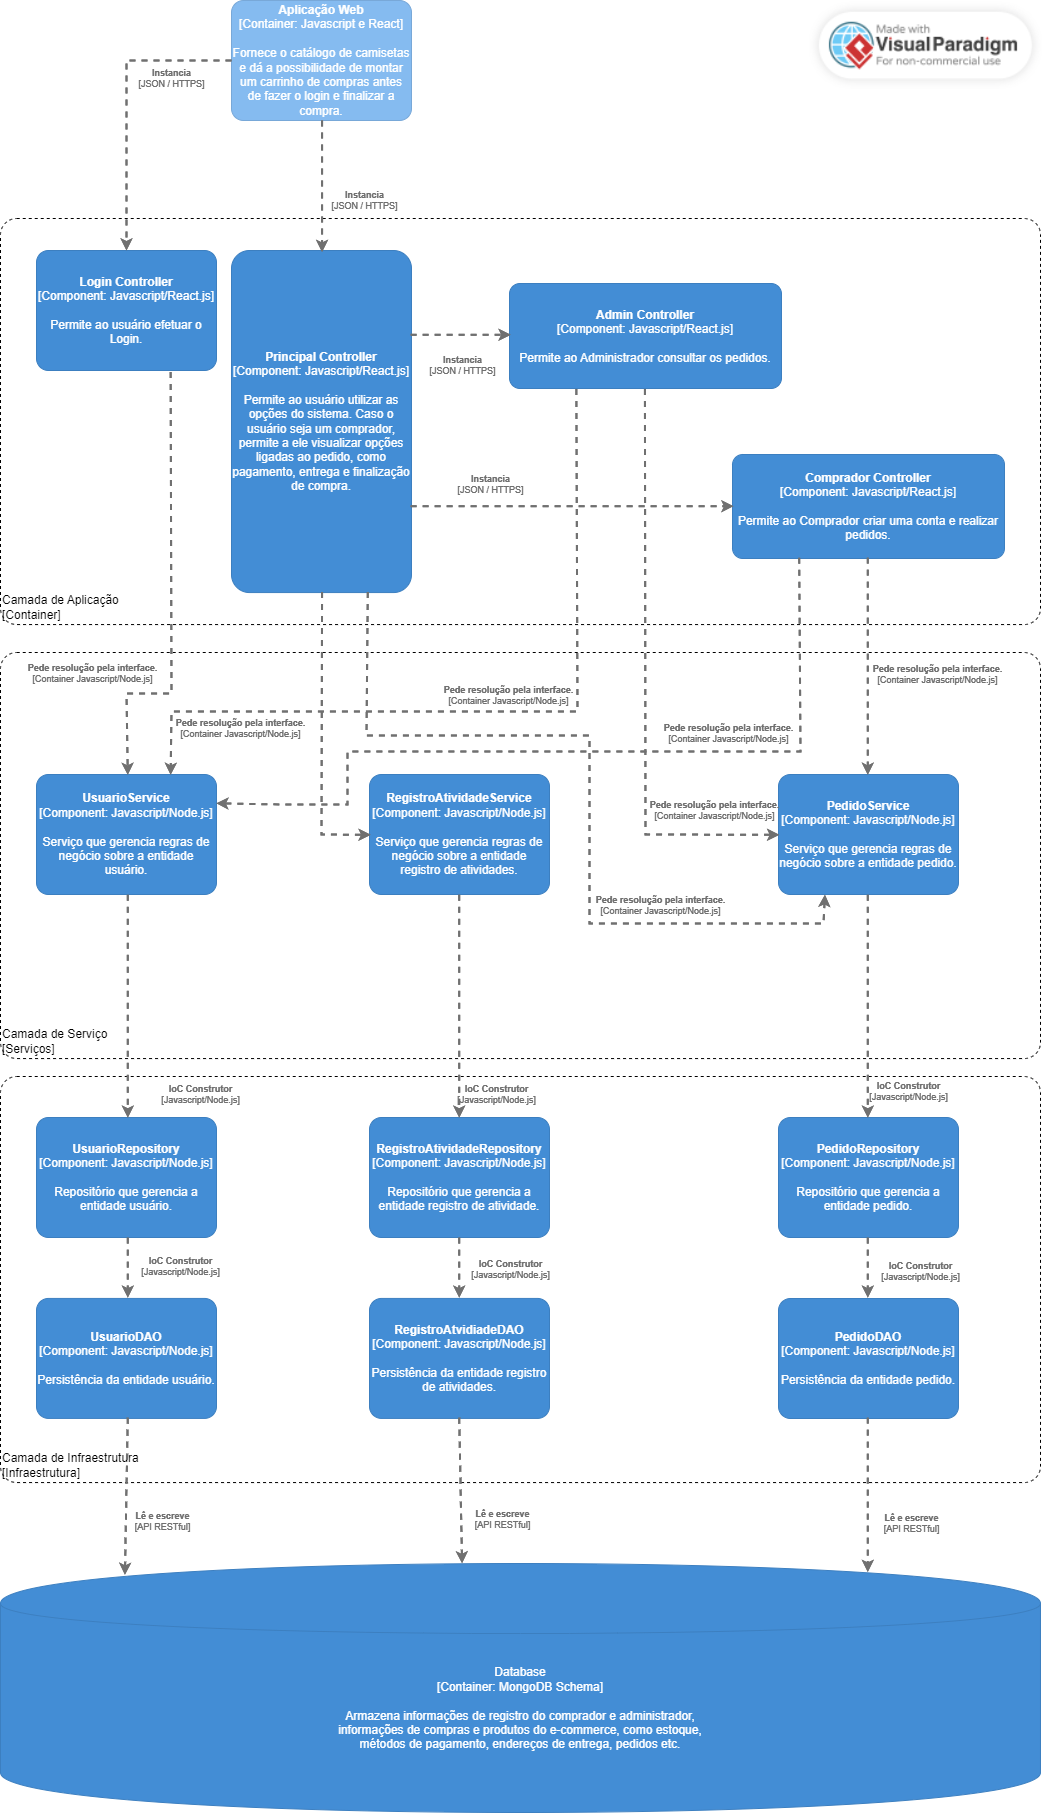 Aplicação Web
[Container: Javascript e React]
Fornece o catálogo de camisetas
e dá a possibilidade de montar
um carrinho de compras antes
de fazer o login e finalizar a
compra.
Made with
Visual Paradigm
For non-commercial use
Instancia
[JSON / HTTPS]
Instancia
[JSON / HTTPS]
Login Controller
[Component: Javascript/React.js]
Permite ao usuário efetuar o
Login.
Principal Controller
[Component: Javascript/React.js]
Permite ao usuário utilizar as
opções do sistema. Caso o
usuário seja um comprador,
permite a ele visualizar opções
ligadas ao pedido, como
pagamento, entrega e finalização
de compra.
Instancia
[JSON / HTTPS]
Admin Controller
[Component: Javascript/React.js]
Permite ao Administrador consultar os pedidos.
Instancia
[JSON / HTTPS]
Comprador Controller
[Component: Javascript/React.js]
Permite ao Comprador criar uma conta e realizar
pedidos.
Camada de Aplicação
[Container]
Pede resolução pela interface.
[Container Javascript/Node.js]
Pede resolução pela interface.
[Container Javascript/Node.js]
Pede resolução pela interface.
[Container Javascript/Node.js]
Pede resolução pela interface.
[Container Javascript/Node.js]
Pede resolução pela interface.
[Container Javascript/Node.js]
UsuarioService
[Component: Javascript/Node.js]
Serviço que gerencia regras de
negócio sobre a entidade
usuário.
RegistroAtividadeService
[Component: Javascript/Node.js]
Serviço que gerencia regras de
negócio sobre a entidade
registro de atividades.
Pede resolução pela interface.
[Container Javascript/Node.js]
PedidoService
[Component: Javascript/Node.js]
Serviço que gerencia regras de
negócio sobre a entidade pedido.
Pede resolução pela interface.
[Container Javascript/Node.js]
Camada de Serviço
[Serviços]
IoC Construtor
[Javascript/Node.js]
IoC Construtor
[Javascript/Node.js]
IoC Construtor
[Javascript/Node.js]
UsuarioRepository
[Component: Javascript/Node.js]
Repositório que gerencia a
entidade usuário.
RegistroAtividadeRepository
[Component: Javascript/Node.js]
Repositório que gerencia a
entidade registro de atividade.
PedidoRepository
[Component: Javascript/Node.js]
Repositório que gerencia a
entidade pedido.
IoC Construtor
[Javascript/Node.js]
IoC Construtor
[Javascript/Node.js]
IoC Construtor
[Javascript/Node.js]
UsuarioDAO
[Component: Javascript/Node.js]
Persistência da entidade usuário.
RegistroAtvidiadeDAO
[Component: Javascript/Node.js]
Persistência da entidade registro
de atividades.
PedidoDAO
[Component: Javascript/Node.js]
Persistência da entidade pedido.
Camada de Infraestrutura
[Infraestrutura]
Lê e escreve
[API RESTful]
Lê e escreve
[API RESTful]
Lê e escreve
[API RESTful]
Database
[Container: MongoDB Schema]
Armazena informações de registro do comprador e administrador,
informações de compras e produtos do e-commerce, como estoque,
métodos de pagamento, endereços de entrega, pedidos etc.